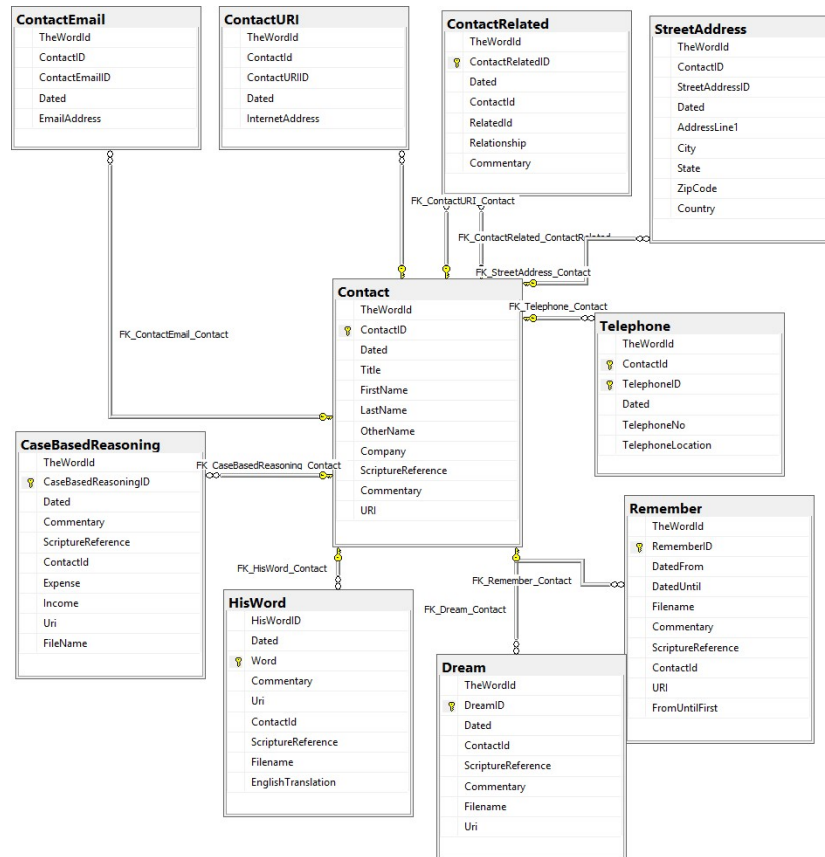 ContactEmail
TheWordId
ContactID
ContactEmailID
Dated
EmailAddress
ContactURI
TheWordId
ContactId
ContactURIID
Dated
InternetAddress
ContactRelated
TheWordId
ContactRelatedID
Dated
ContactId
RelatedId
Relationship
Commentary
StreetAddress
TheWordId
ContactID
StreetAddressID
Dated
AddressLine1
City
State
ZipCode
Country
FK_ContactURI_Contact
FK_ContactRelated_ContactRelated
FK_StreetAddress_Contact
FK_Telephone_Contact
FK_ContactEmail_Contact
Contact
TheWordId
ContactID
Dated
Title
FirstName
LastName
OtherName
Company
ScriptureReference
Commentary
URI
Telephone
TheWordId
ContactId
TelephoneID
Dated
TelephoneNo
TelephoneLocation
CaseBasedReasoning
TheWordId
CaseBasedReasoningID
Dated
Commentary
ScriptureReference
ContactId
Expense
Income
Uri
FileName
FK_CaseBasedReasoning_Contact
FK_HisWord_Contact
FK_Remember_Contact
FK_Dream_Contact
Remember
TheWordId
RememberID
DatedFrom
DatedUntil
Filename
Commentary
ScriptureReference
ContactId
URI
FromUntilFirst
HisWord
HisWordID
Dated
Word
Commentary
Uri
ContactId
ScriptureReference
Filename
EnglishTranslation
Dream
TheWordId
DreamID
Dated
ContactId
ScriptureReference
Commentary
Filename
Uri